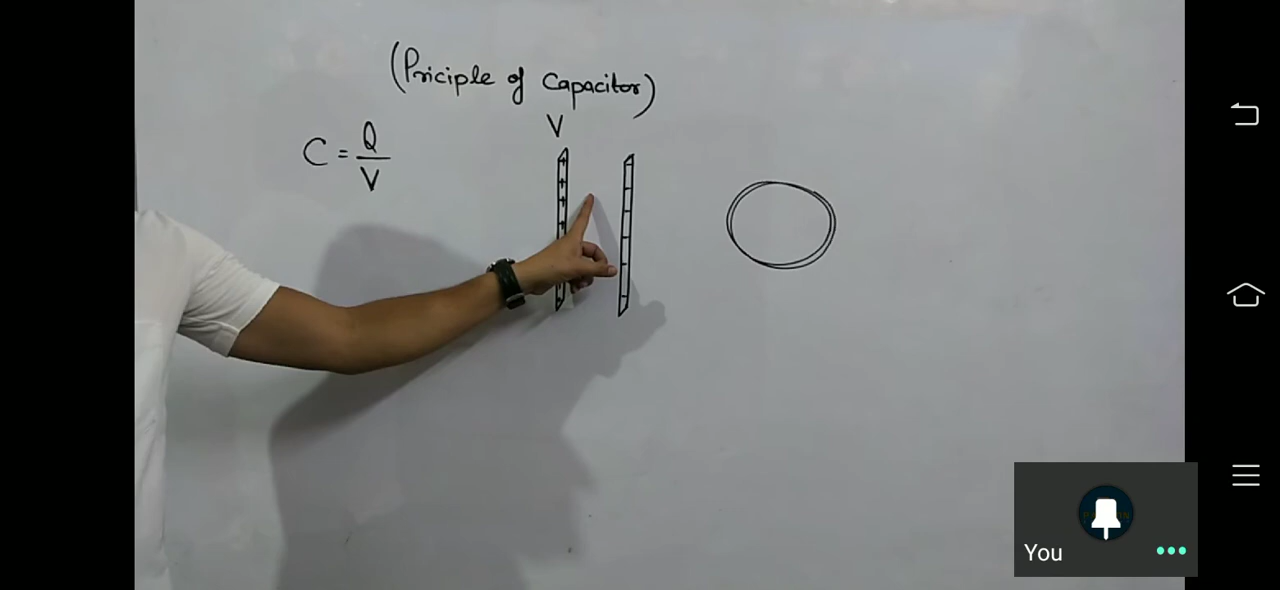 (Priciple of Capacitor)
V
C = Q/V
+
+
+
+
You